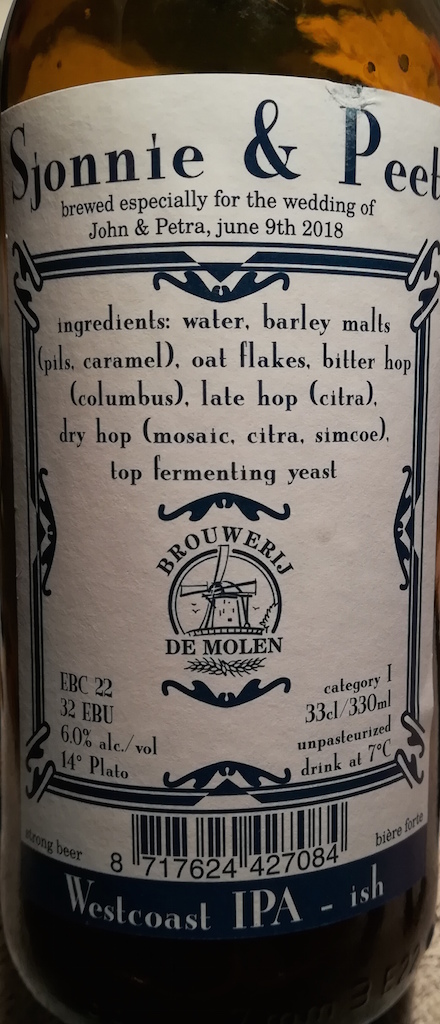 Sjonnie & Peet
brewed especially for the wedding of
John & Petra, june 9th 2018
ingredients: water, barley malts
(pils, caramel), oat flakes, bitter hop
(columbus), late hop (citra),
dry hop (mosaic, citra, simcoe),
top fermenting yeast
BROUWERIJ
DE MOLEN
EBC 22
32 EBU
6.0% alc./vol
14° Plato
category I
33cl/330ml
unpasteurized
drink at 7°C
strong beer
8 717624 427084
bière forte
Westcoast IPA - ish